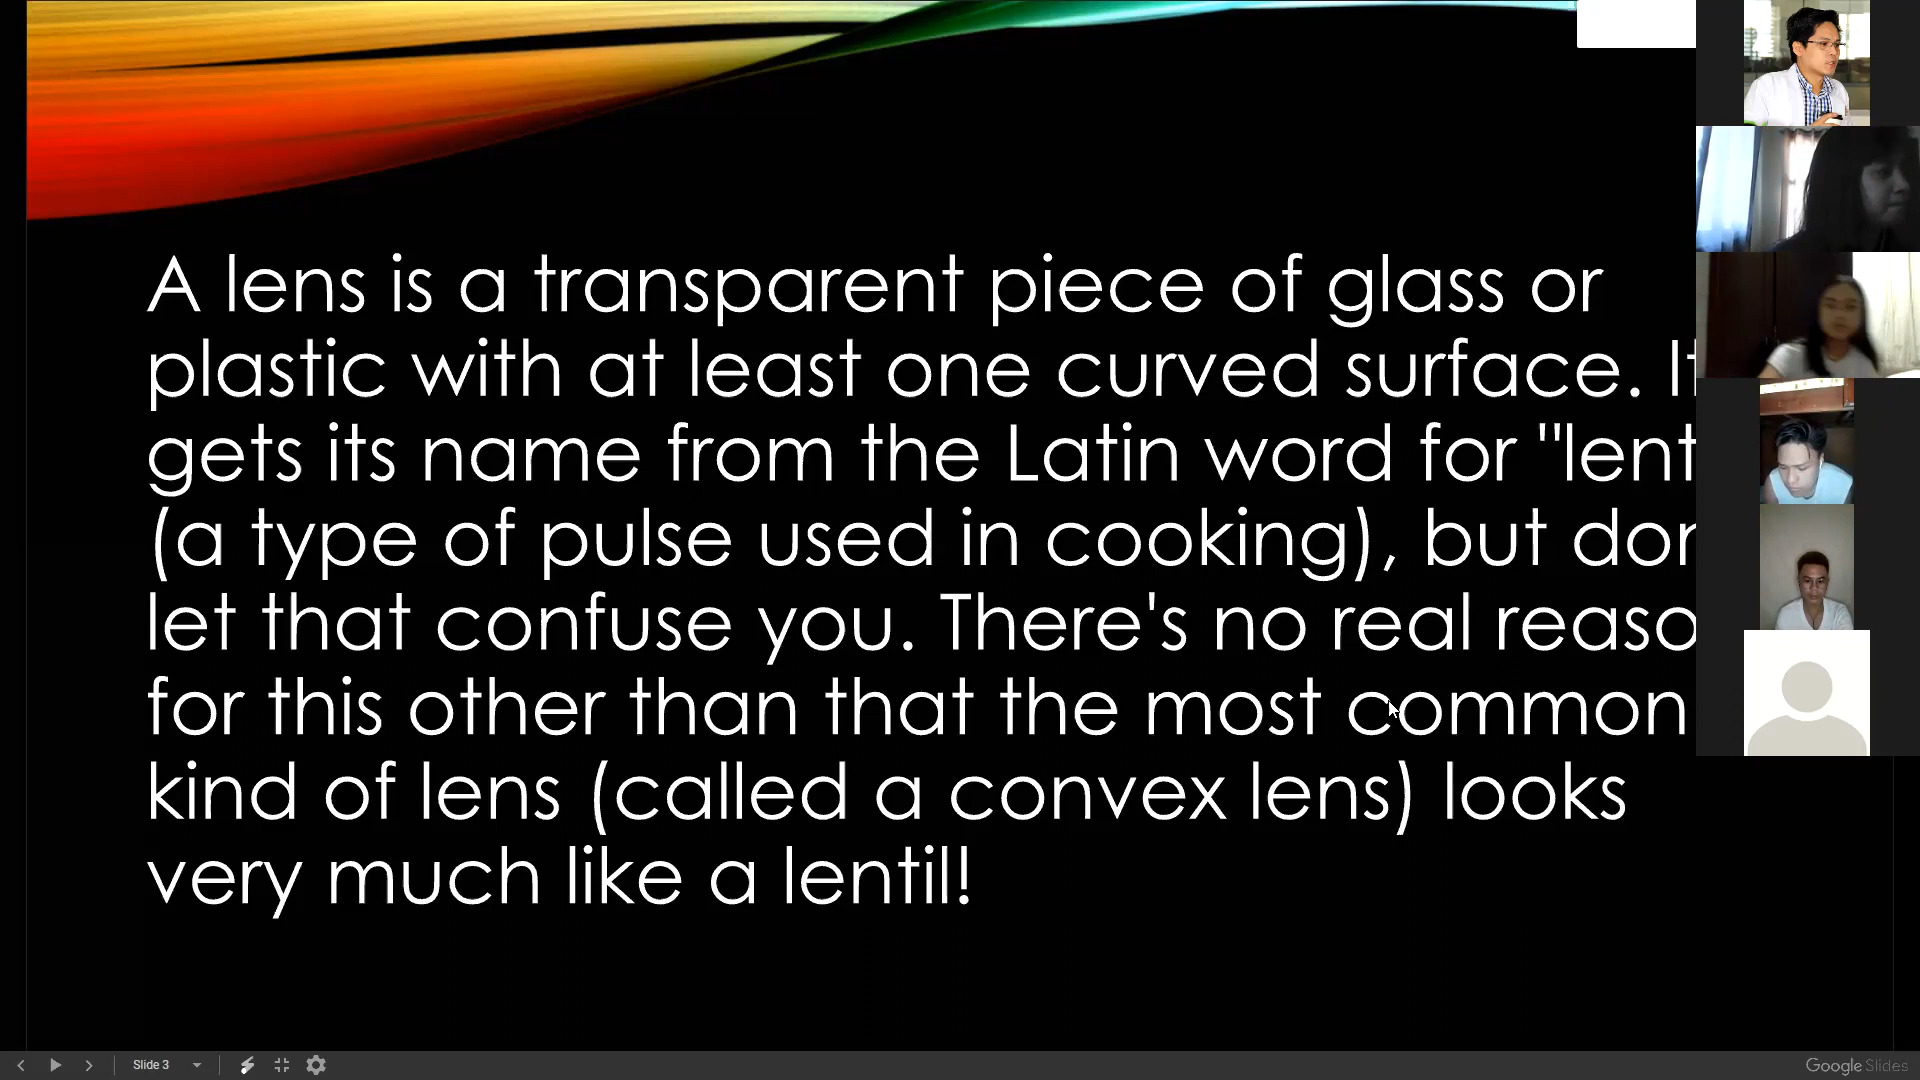 A lens is a transparent piece of glass or
plastic with at least one curved surface. It
gets its name from the Latin word for "lent
(a type of pulse used in cooking), but don
let that confuse you. There's no real reaso
for this other than that the most common
kind of lens (called a convex lens) looks
very much like a lentil!
Slide 3
Google Slides